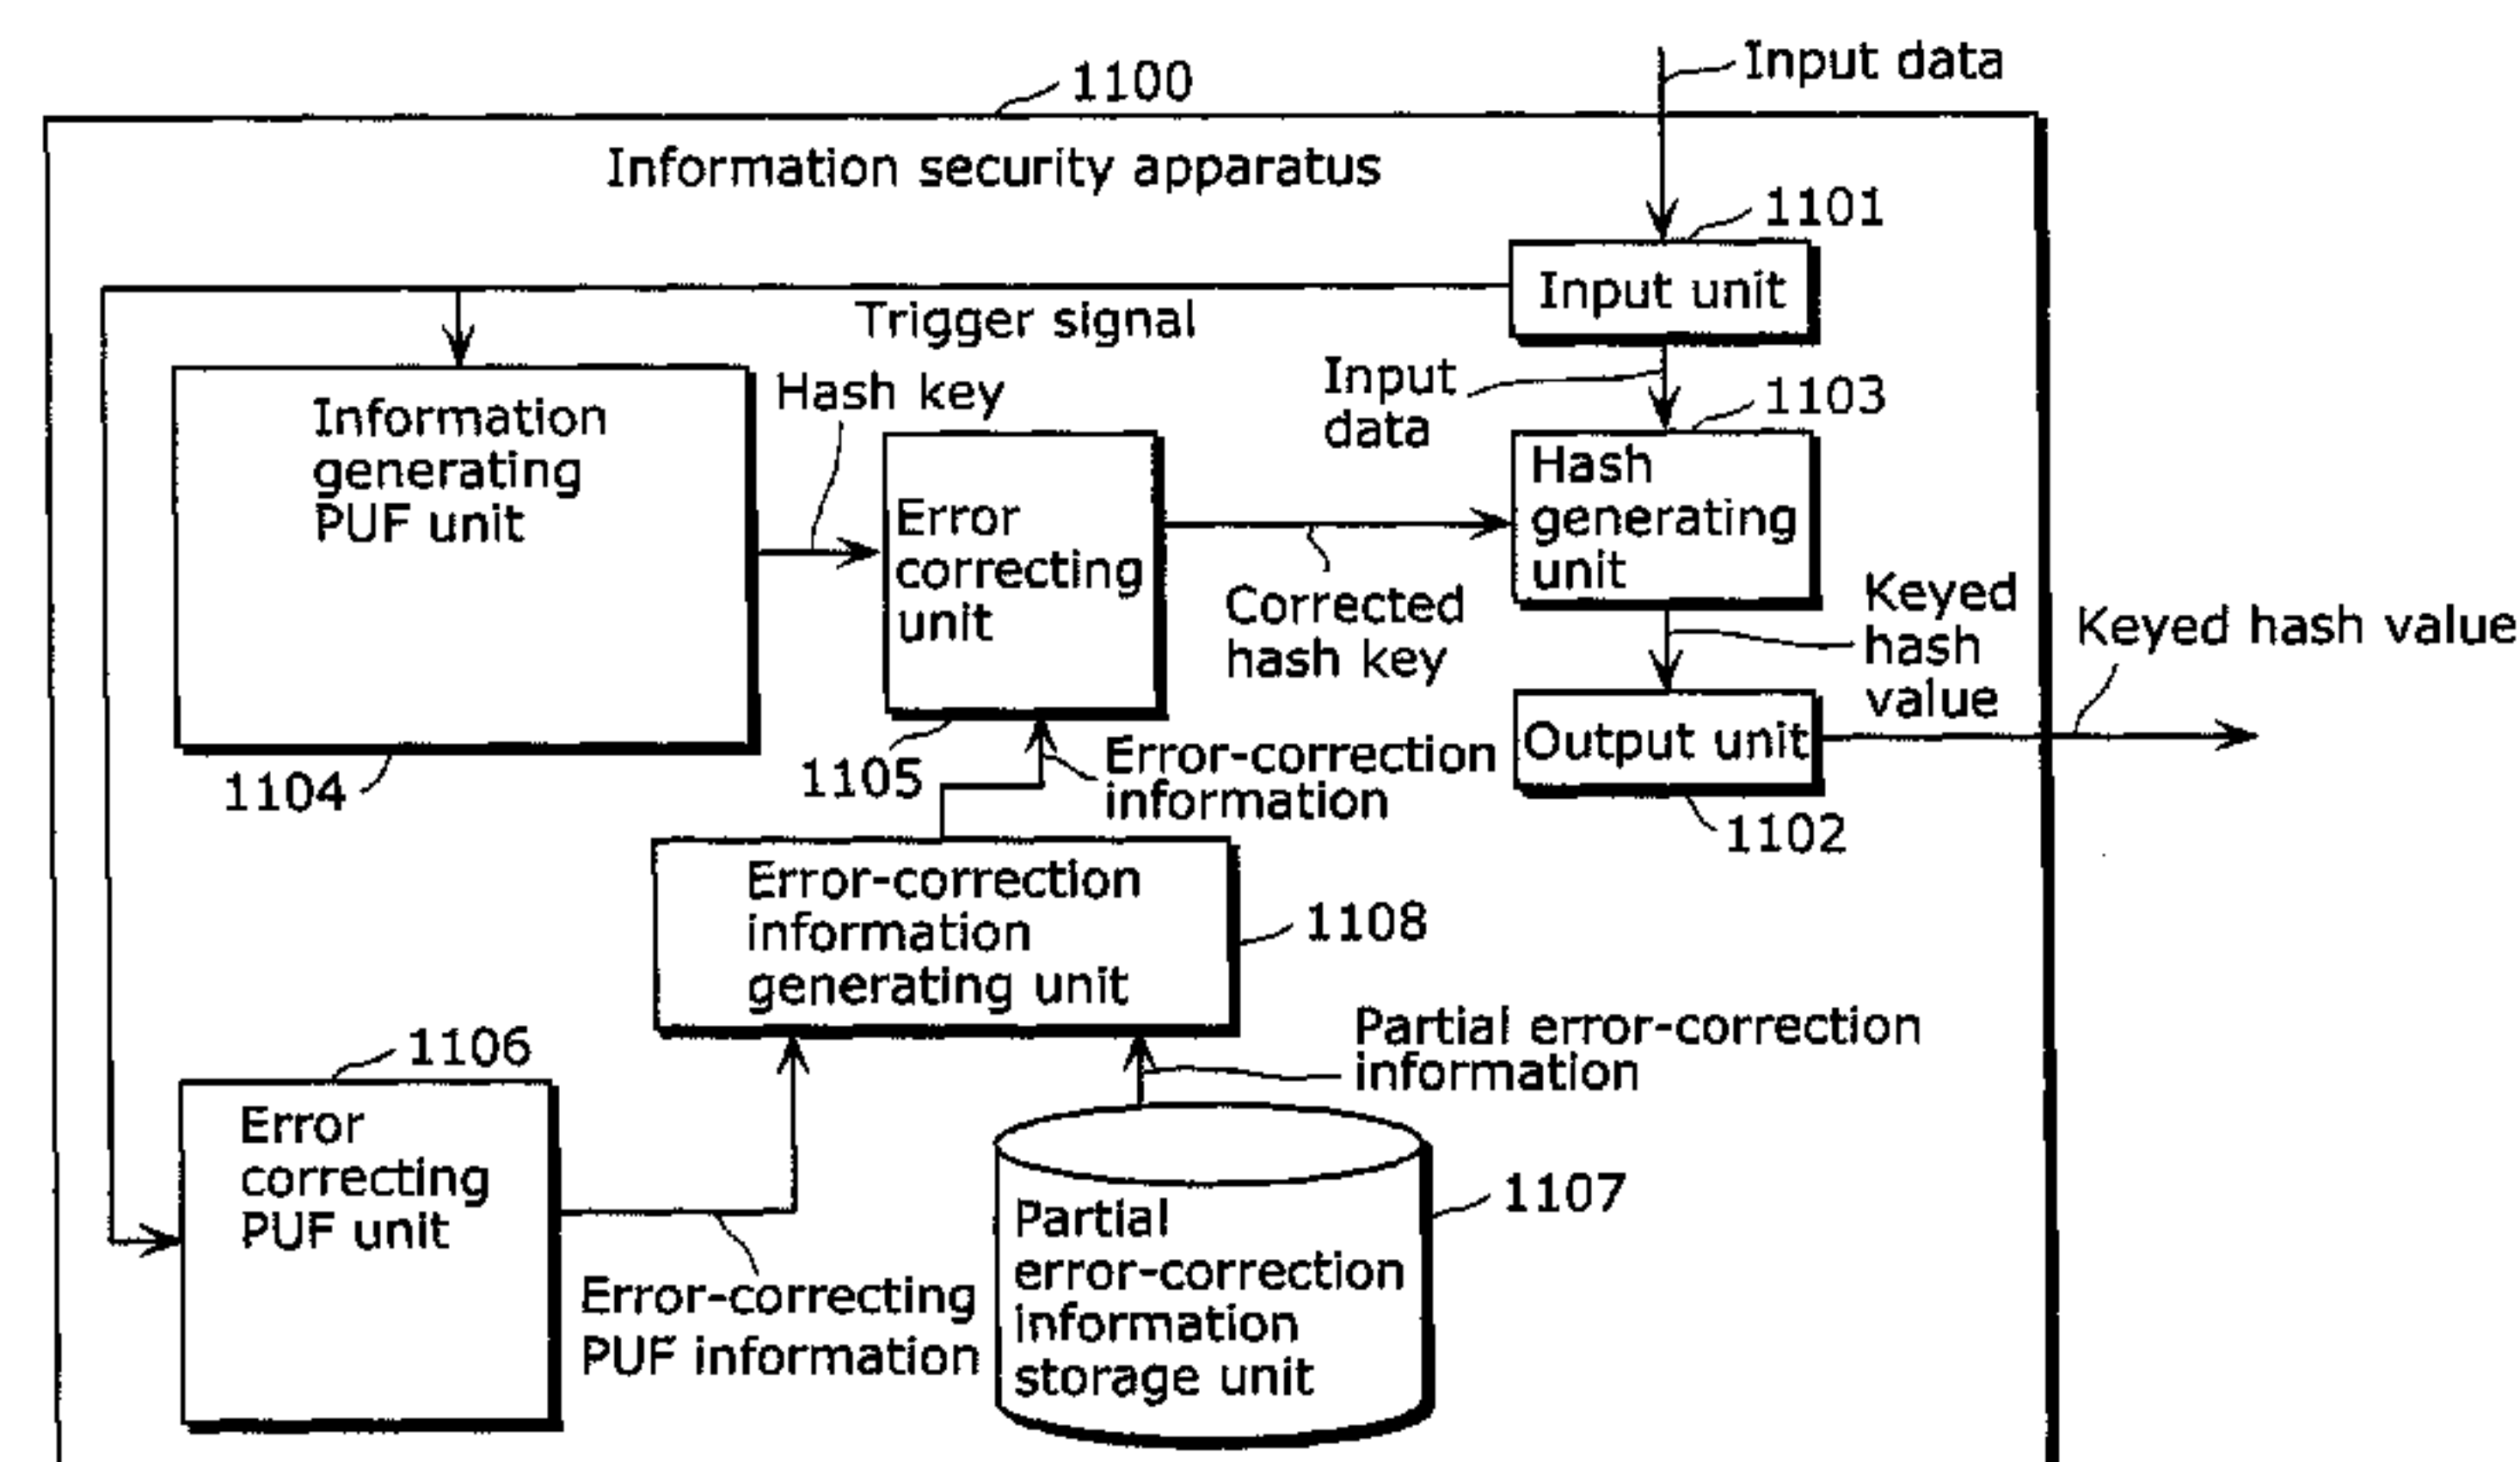 Input data
1100
Information security apparatus
1101
Input unit
Trigger signal
Input
data
1103
Hash key
Information
generating
PUF unit
Hash
generating
unit
Error
correcting
unit
Corrected
hash key
Keyed
hash
value
Keyed hash value
Output unit
1104
1105
Error-correction
information
1102
Error-correction
information
generating unit
1108
Partial error-correction
information
1106
Error
correcting
PUF unit
1107
Partial
error-correction
information
storage unit
Error-correcting
PUF information